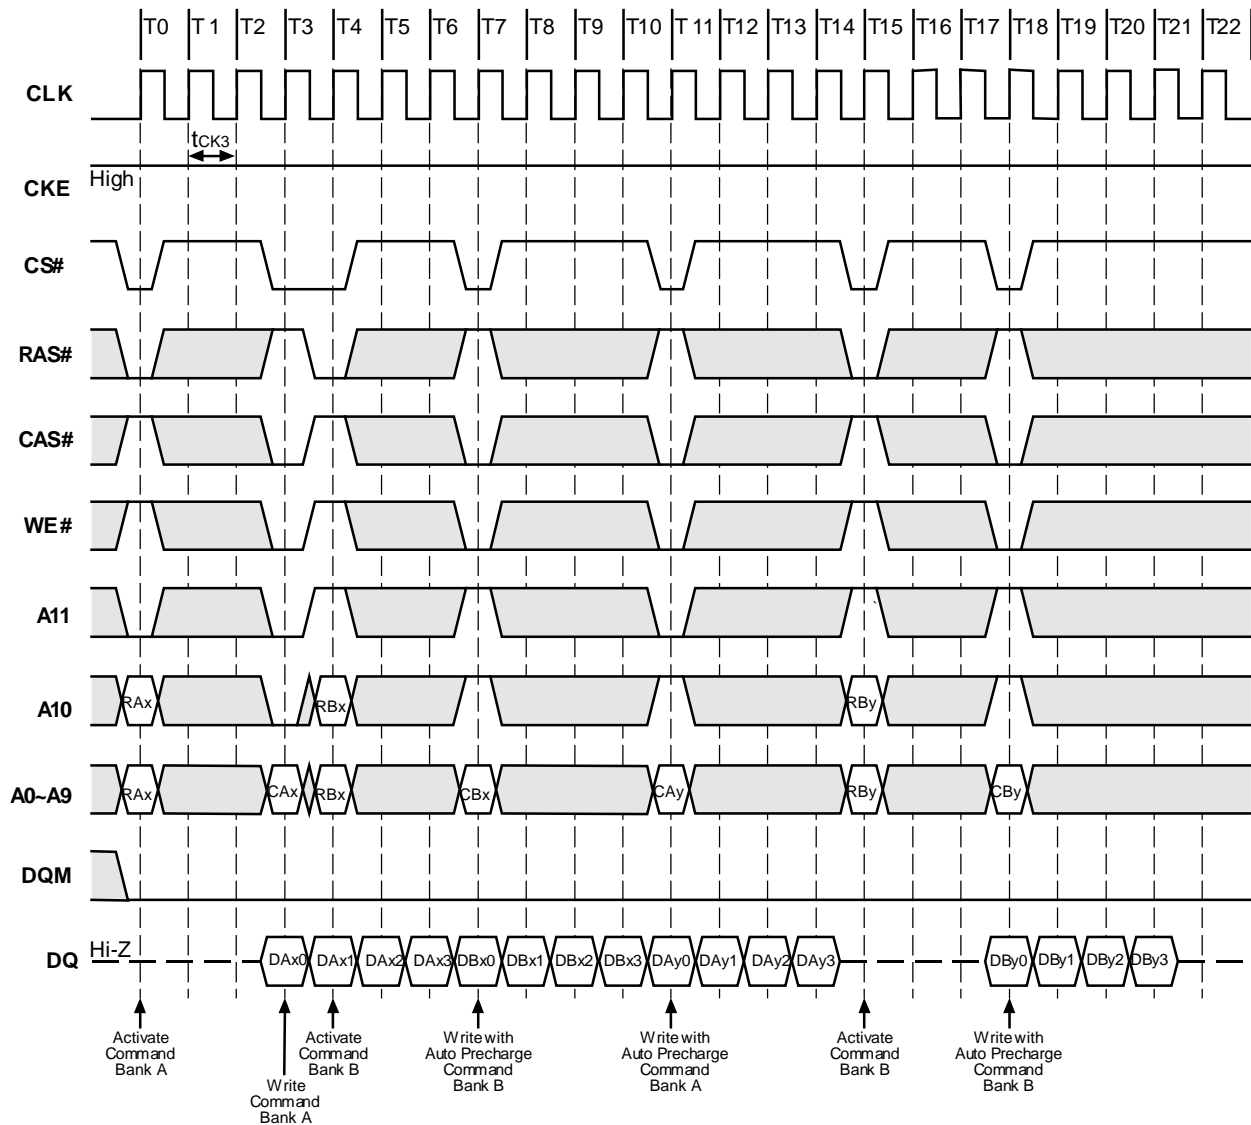 T0 T 1 T2 T3 T4 T5 T6 T7 T8 T9 T10 T 11 T12 T13 T14 T15 T16 T17 T18 T19 T20 T21 T22
CLK
tCK3
High
CKE
CS#
RAS#
CAS#
WE#
A11
A10 RAx RBx RBy
A0~A9 RAx CAx RBx CBx CAy RBy CBy
DQM
DQ Hi-Z DAx0 DAx1 DAx2 DAx3 DBx0 DBx1 DBx2 DBx3 DAy0 DAy1 DAy2 DAy3 DBy0 DBy1 DBy2 DBy3
Activate
Command
Bank A
Write
Command
Bank A
Activate
Command
Bank B
Write with
Auto Precharge
Command
Bank B
Write with
Auto Precharge
Command
Bank A
Activate
Command
Bank B
Write with
Auto Precharge
Command
Bank B